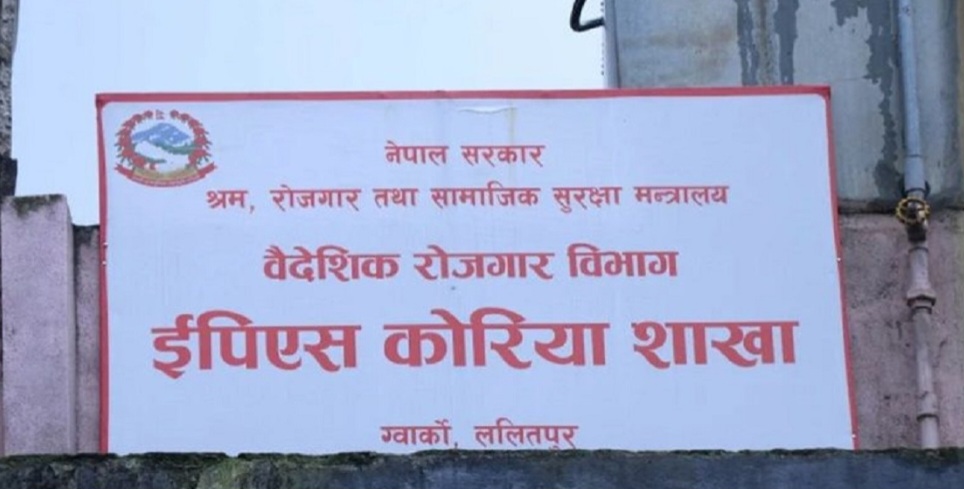 नेपाल सरकार
श्रम, रोजगार तथा सामाजिक सुरक्षा मन्त्रालय
वैदेशिक रोजगार विभाग
ईपिएस कोरिया शाखा
ग्वार्को, ललितपुर